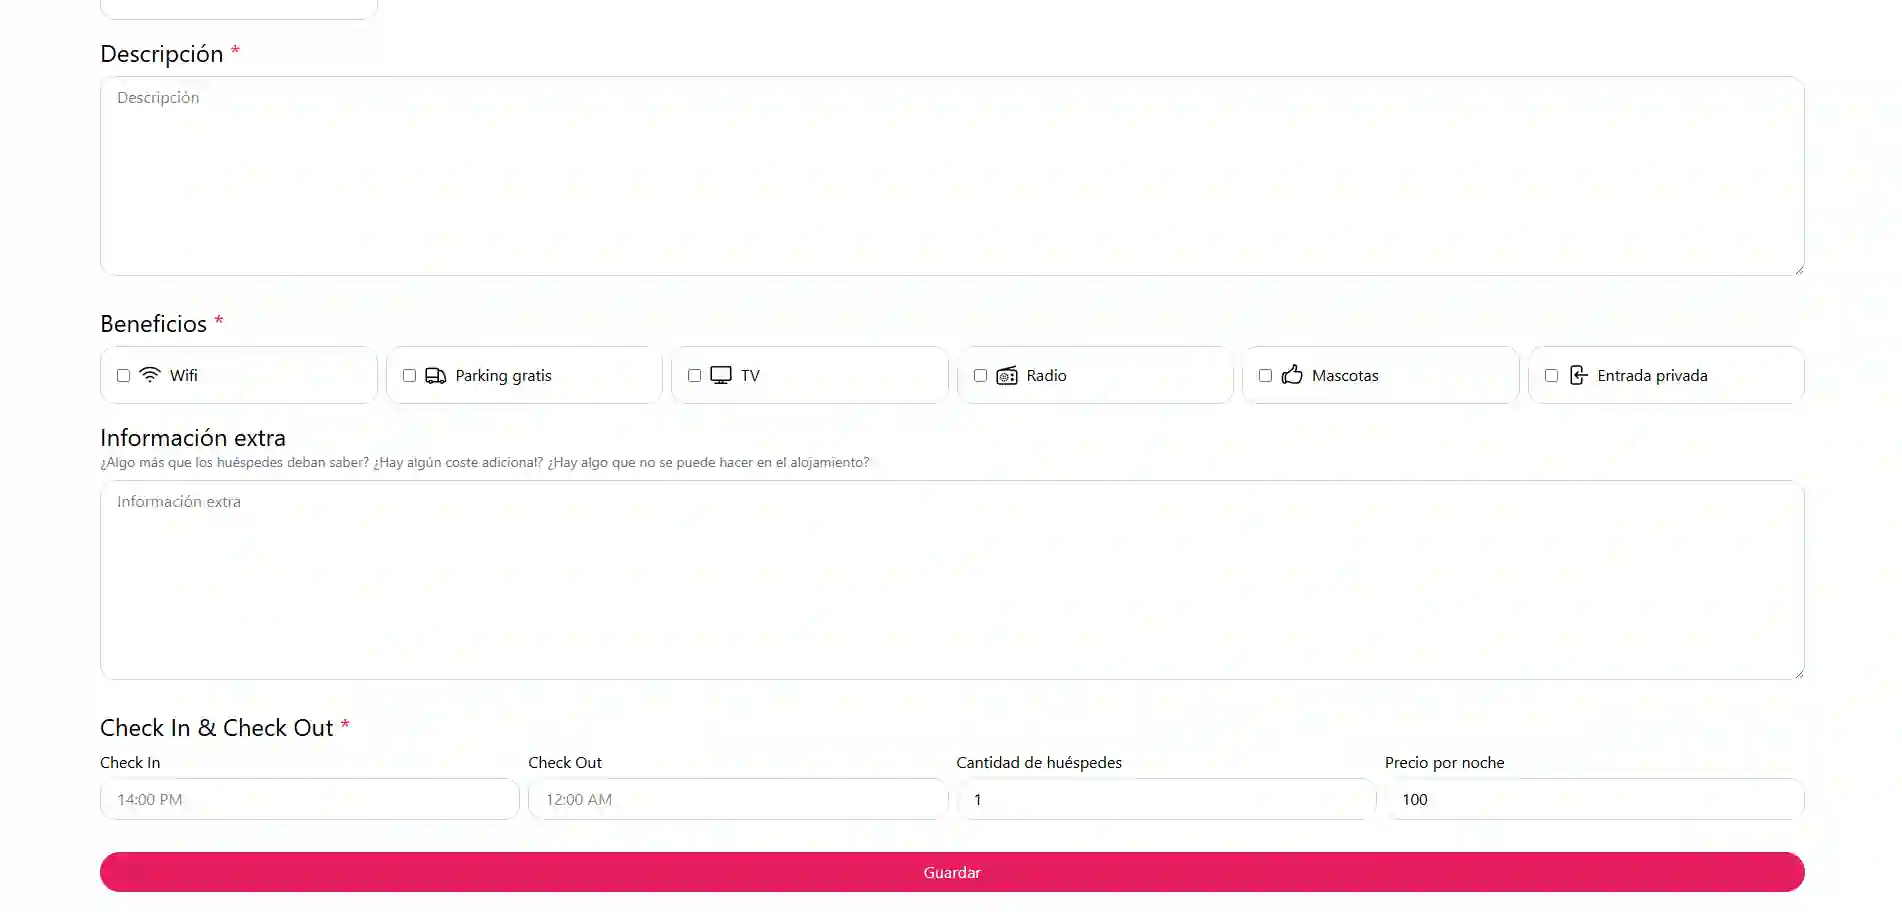 Descripción *
Descripción
Beneficios *
Wifi Parking gratis TV Radio Mascotas Entrada privada
Información extra
¿Algo más que los huéspedes deban saber? ¿Hay algún coste adicional? ¿Hay algo que no se puede hacer en el alojamiento?
Información extra
Check In & Check Out *
Check In Check Out Cantidad de huéspedes Precio por noche
14:00 PM 12:00 AM 1 100
Guardar